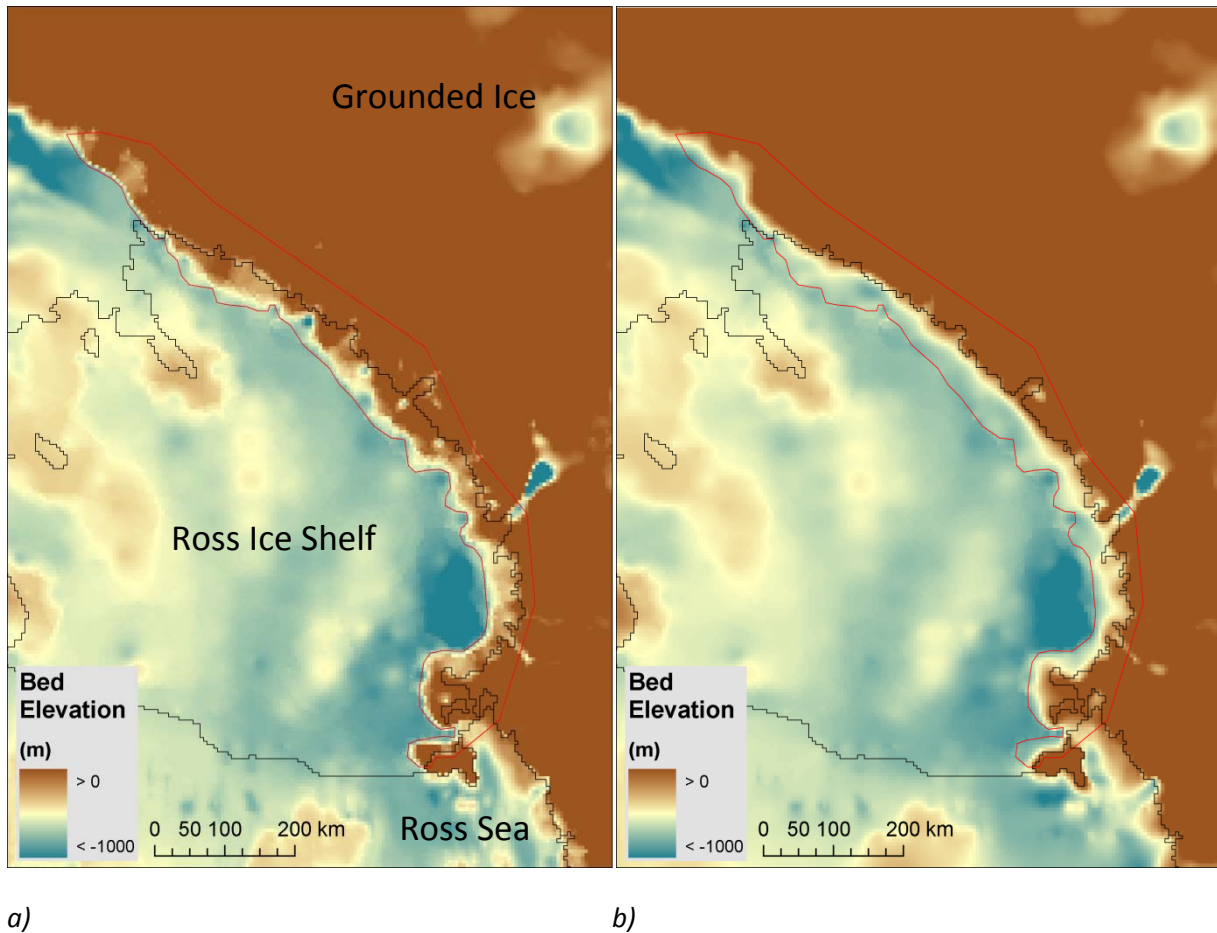 Grounded Ice
Ross Ice Shelf
Ross Sea
Bed
Elevation
(m)
> 0
< -1000
0 50 100 200 km
Bed
Elevation
(m)
> 0
< -1000
0 50 100 200 km
a)
b)